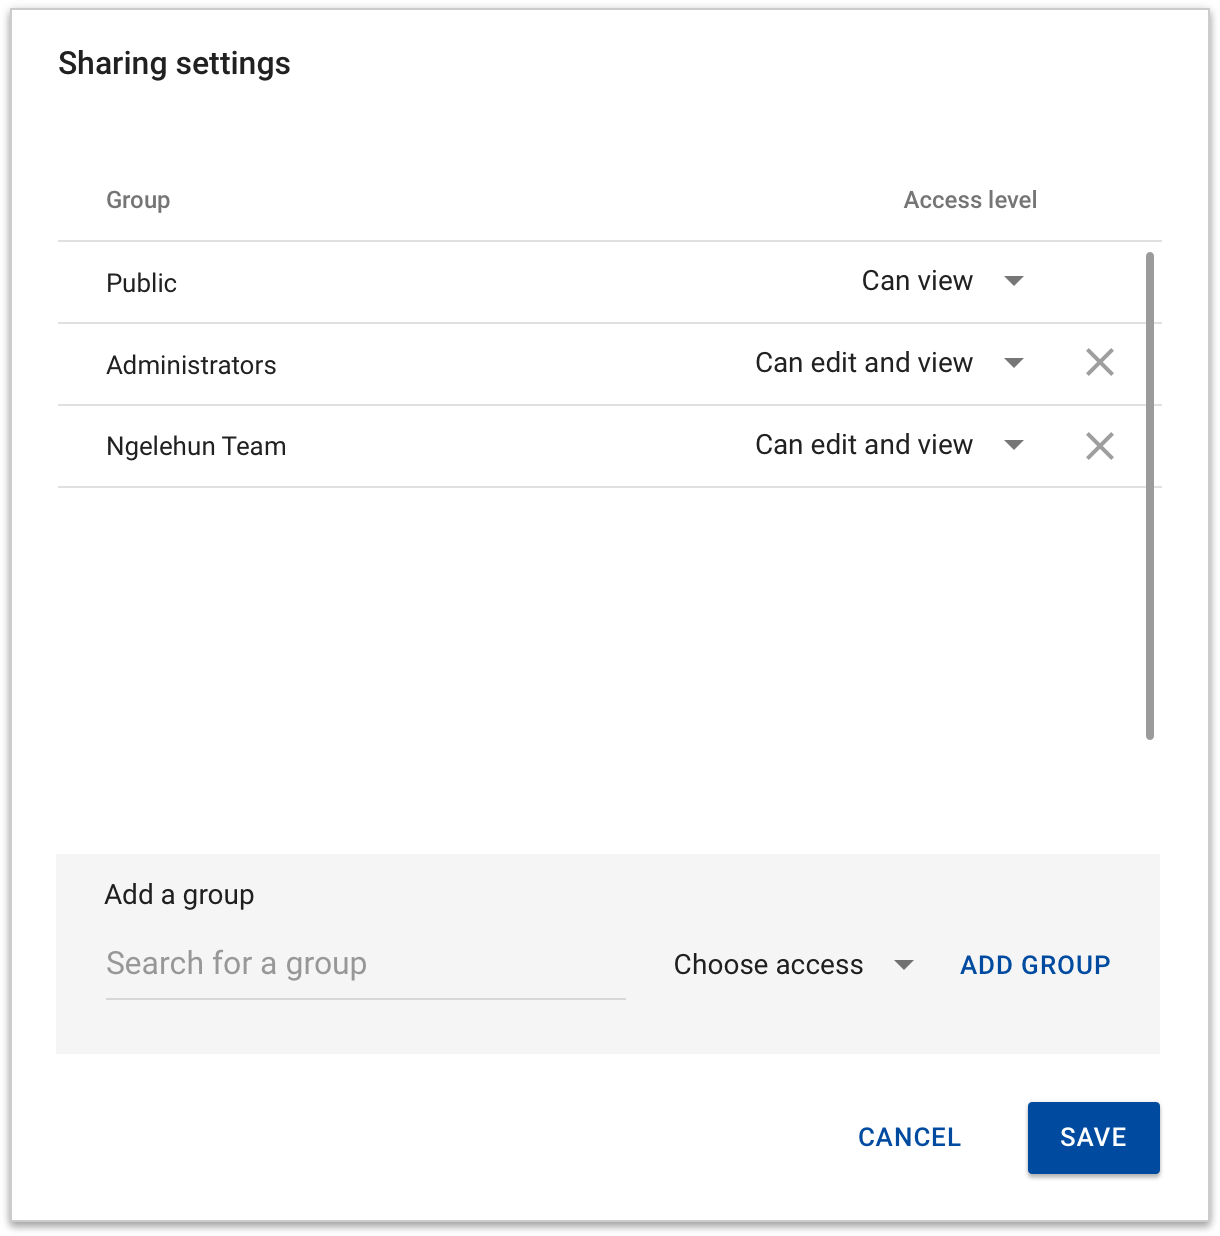 Sharing settings
Group Access level
Public Can view
Administrators Can edit and view
Ngelehun Team Can edit and view
Add a group
Search for a group Choose access ADD GROUP
CANCEL SAVE